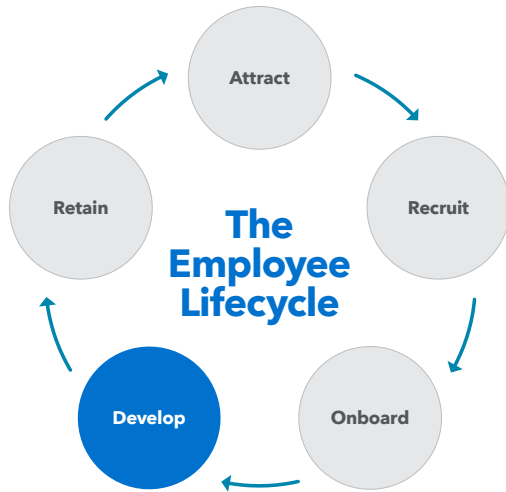 Attract
Recruit
Retain
The
Employee
Lifecycle
Develop
Onboard